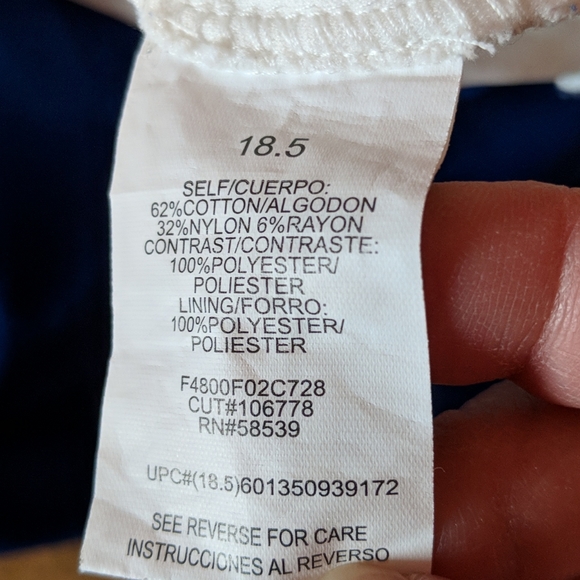 18.5
SELF/CUERPO:
62%COTTON/ALGODON
32%NYLON 6%RAYON
CONTRAST/CONTRASTE:
100%POLYESTER/
POLIESTER
LINING/FORRO:
100%POLYESTER/
POLIESTER
F4800F02C728
CUT#106778
RN#58539
UPC#(18.5)601350939172
SEE REVERSE FOR CARE
INSTRUCCIONES AL REVERSO